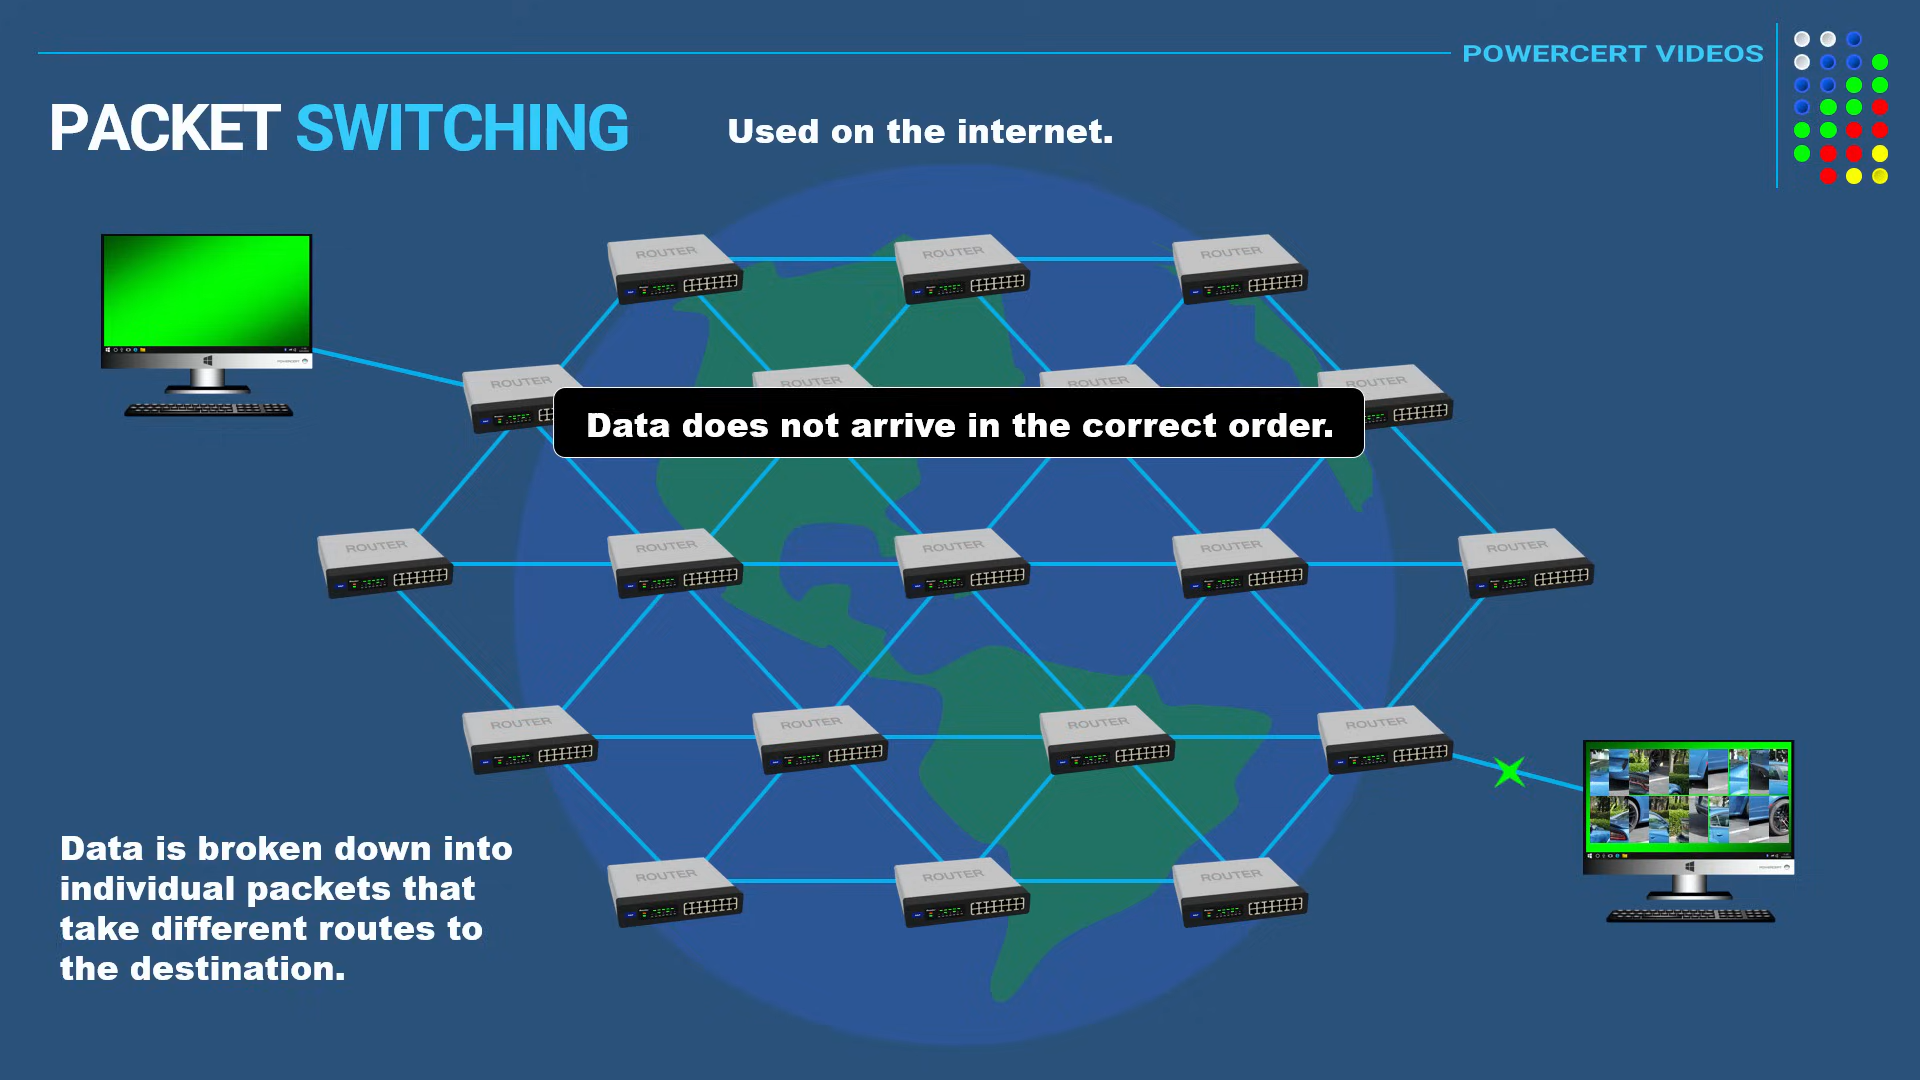 POWERCERT VIDEOS
PACKET SWITCHING
Used on the internet.
ROUTER
ROUTER
ROUTER
ROUTER
ROUTER
ROUTER
ROUTER
Data does not arrive in the correct order.
ROUTER
ROUTER
ROUTER
ROUTER
ROUTER
ROUTER
ROUTER
ROUTER
ROUTER
Data is broken down into
individual packets that
take different routes to
the destination.
ROUTER
ROUTER
ROUTER